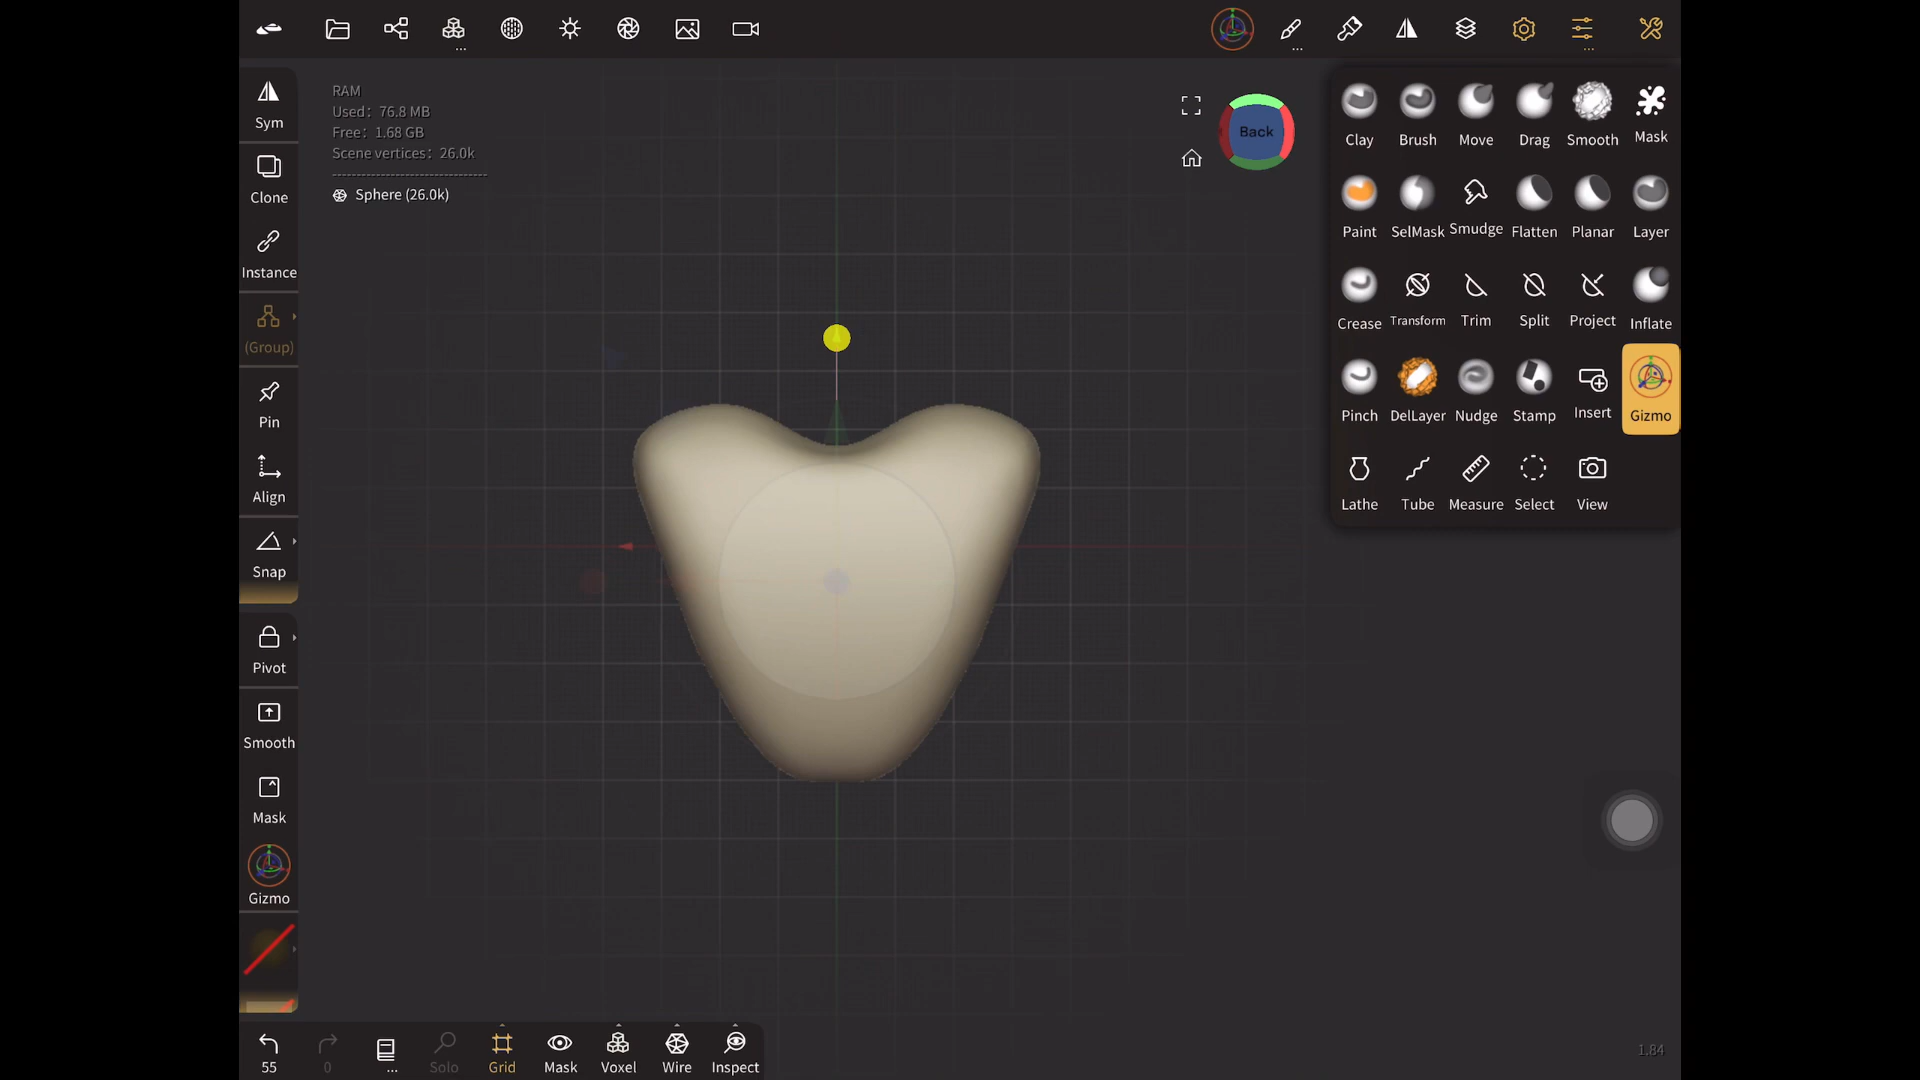 RAM
Used: 76.8 MB
Free: 1.68 GB
Scene vertices: 26.0k
-------------------------------
Sphere (26.0k)
Sym
Clone
Instance
(Group)
Pin
Align
Snap
Pivot
Smooth
Mask
Gizmo
Back
Clay Brush Move Drag Smooth Mask
Paint SelMask Smudge Flatten Planar Layer
Crease Transform Trim Split Project Inflate
Pinch DelLayer Nudge Stamp Insert Gizmo
Lathe Tube Measure Select View
55 0 ... Solo Grid Mask Voxel Wire Inspect
1.84